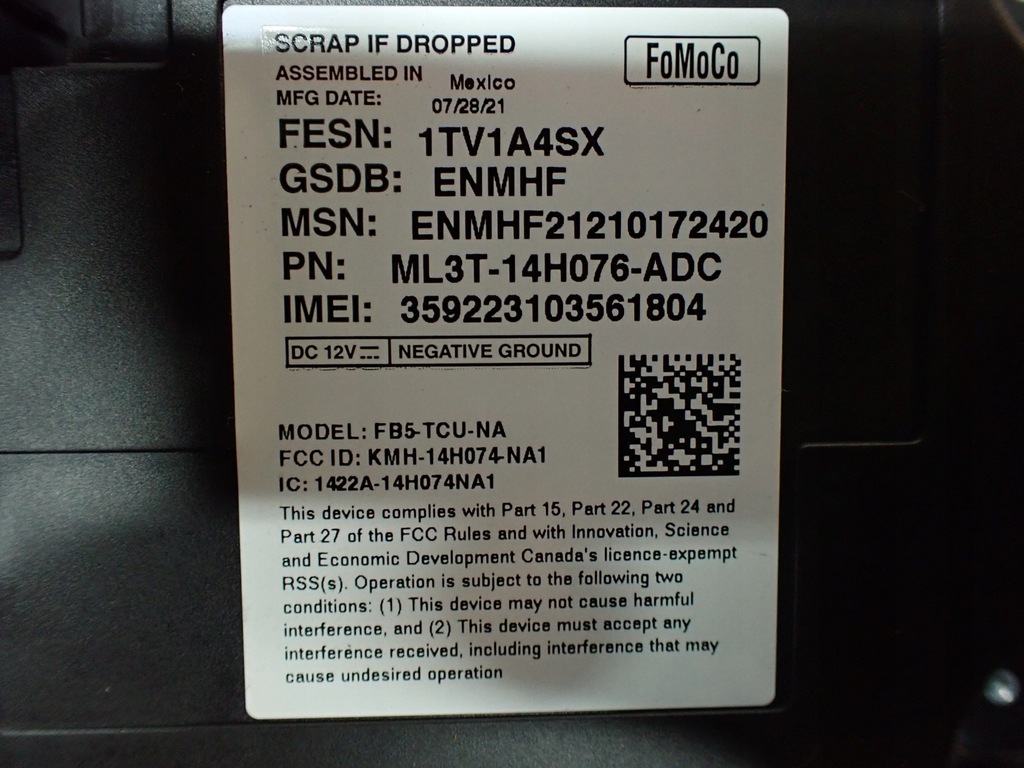 SCRAP IF DROPPED
FoMoCo
ASSEMBLED IN Mexico
MFG DATE: 07/28/21
FESN: 1TV1A4SX
GSDB: ENMHF
MSN: ENMHF21210172420
PN: ML3T-14H076-ADC
IMEI: 359223103561804
DC 12V NEGATIVE GROUND
MODEL: FB5-TCU-NA
FCC ID: KMH-14H074-NA1
IC: 1422A-14H074NA1
This device complies with Part 15, Part 22, Part 24 and
Part 27 of the FCC Rules and with Innovation, Science
and Economic Development Canada's licence-expempt
RSS(s). Operation is subject to the following two
conditions: (1) This device may not cause harmful
interference, and (2) This device must accept any
interference received, including interference that may
cause undesired operation